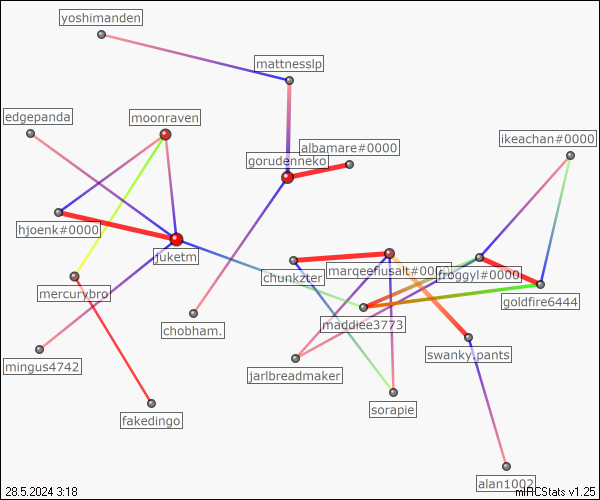 yoshimanden
mattnesslp
edgepanda
moonraven
ikeachan#0000
albamare#0000
gorudenneko
hjoenk#0000
juketm
chunkzter
marqeefiusalt#0000
froggyl#0000
mercurybro
goldfire6444
chobham.
maddiee3773
swanky.pants
mingus4742
jarlbreadmaker
sorapie
fakedingo
alan1002
28.5.2024 3:18
mIRCStats v1.25